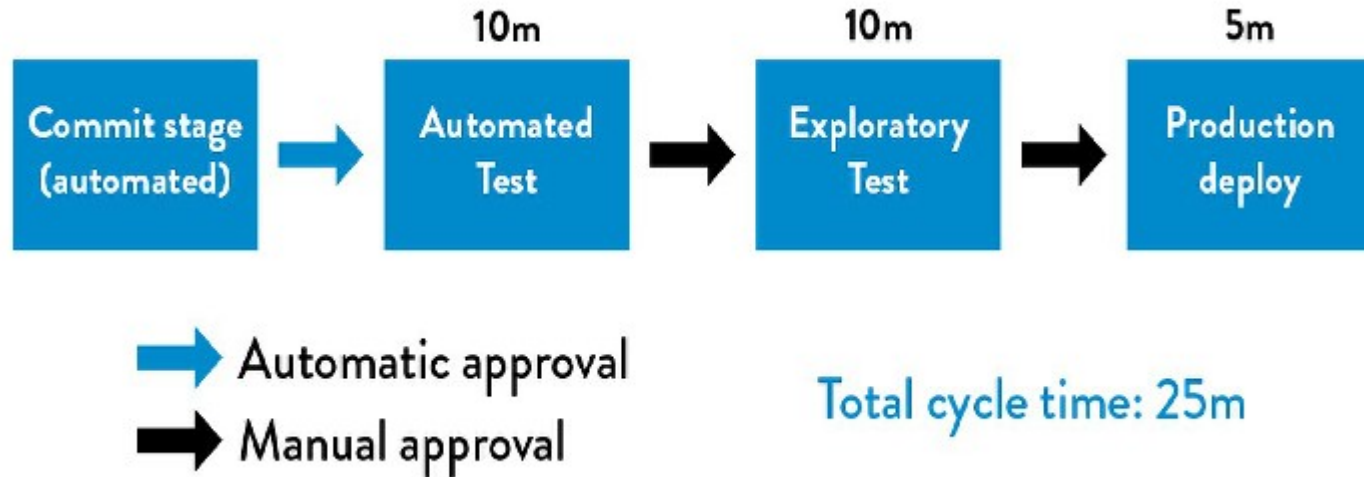 10m
10m
5m
Commit stage
(automated)
Automated
Test
Exploratory
Test
Production
deploy
Automatic approval
Manual approval
Total cycle time: 25m